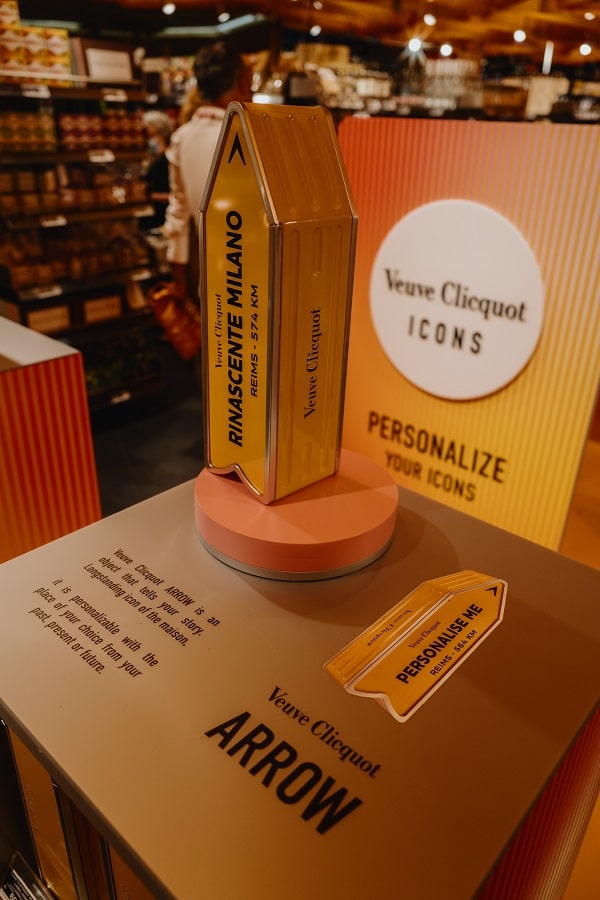 Veuve Clicquot
RINASCENTE MILANO
REIMS - 574 KM
Veuve Clicquot
Veuve Clicquot
ICONS
PERSONALIZE
YOUR ICONS
Veuve Clicquot ARROW is an
object that tells your story.
Longstanding icon of the maison,
it is personalizable with the
place of your choice from your
past, present or future.
Veuve Clicquot
Veuve Clicquot
PERSONALISE ME
REIMS - 564 KM
Veuve Clicquot
ARROW